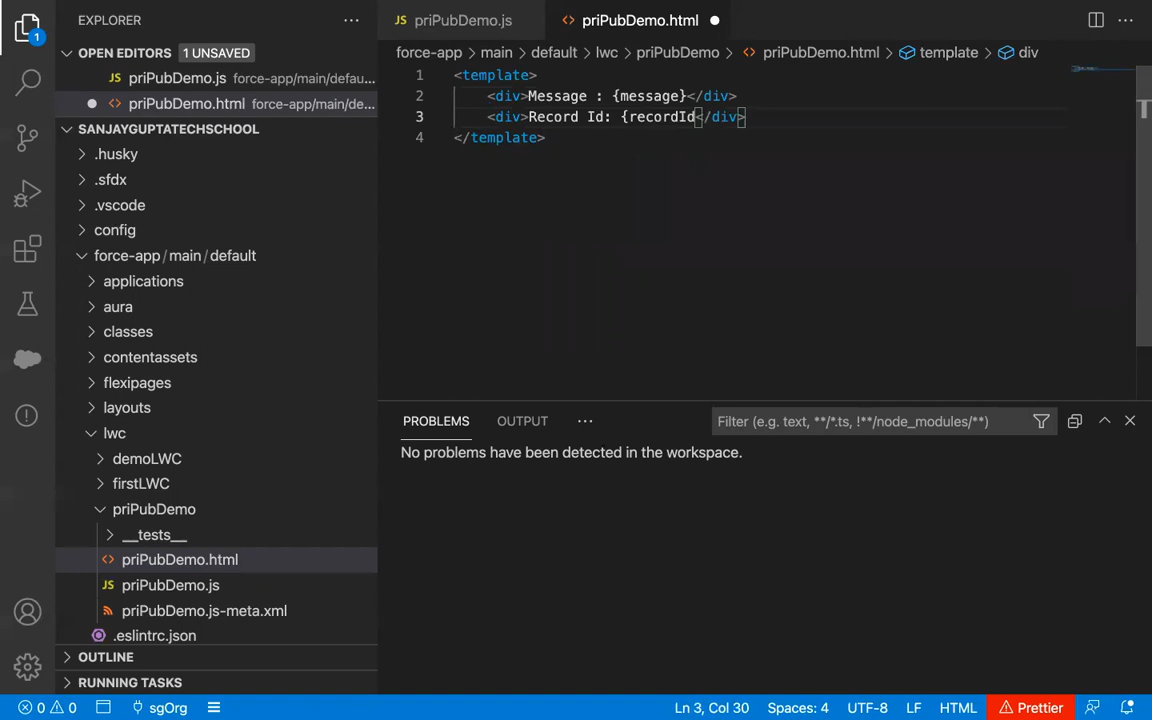 EXPLORER
OPEN EDITORS 1 UNSAVED
priPubDemo.js force-app/main/defau...
priPubDemo.html force-app/main/de...
SANJAYGUPTATECHSCHOOL
.husky
.sfdx
.vscode
config
force-app/main/default
applications
aura
classes
contentassets
flexipages
layouts
lwc
demoLWC
firstLWC
priPubDemo
__tests__
priPubDemo.html
JS priPubDemo.js
priPubDemo.js-meta.xml
.eslintrc.json
OUTLINE
RUNNING TASKS
JS priPubDemo.js
priPubDemo.html
force-app > main > default > lwc > priPubDemo > priPubDemo.html > template > div
1 <template>
2 <div>Message : {message}</div>
3 <div>Record Id: {recordId</div>
4 </template>
PROBLEMS OUTPUT ... Filter (e.g. text, **/*.ts, !**/node_modules/**)
No problems have been detected in the workspace.
1
0 0 sgOrg Ln 3, Col 30 Spaces: 4 UTF-8 LF HTML Prettier